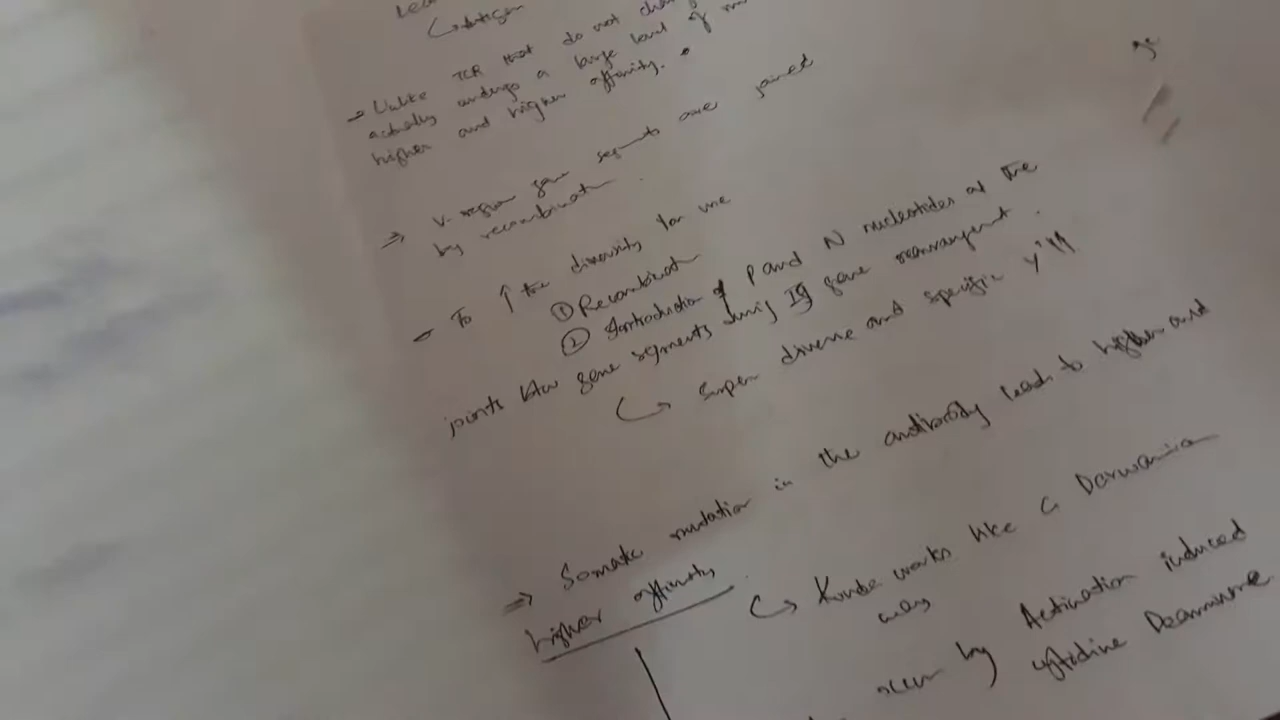 ↳ Antigen
- Unlike TCR that do not
actually undergo a large level of
higher and higher affinity.
⇒ V-region gene segments are joined
by recombination.
- To ↑ the diversity for we
① Recombination
② Introduction of P and N nucleotides at the
joints btw gene segments during Ig gene rearrangement.
↳ Super diverse and specific
⇒ Somatic mutation in the antibody leads to higher and
higher affinity
↳ Kinda works like a Darwanian
way
occur by Activation induced
cytidine Deaminase